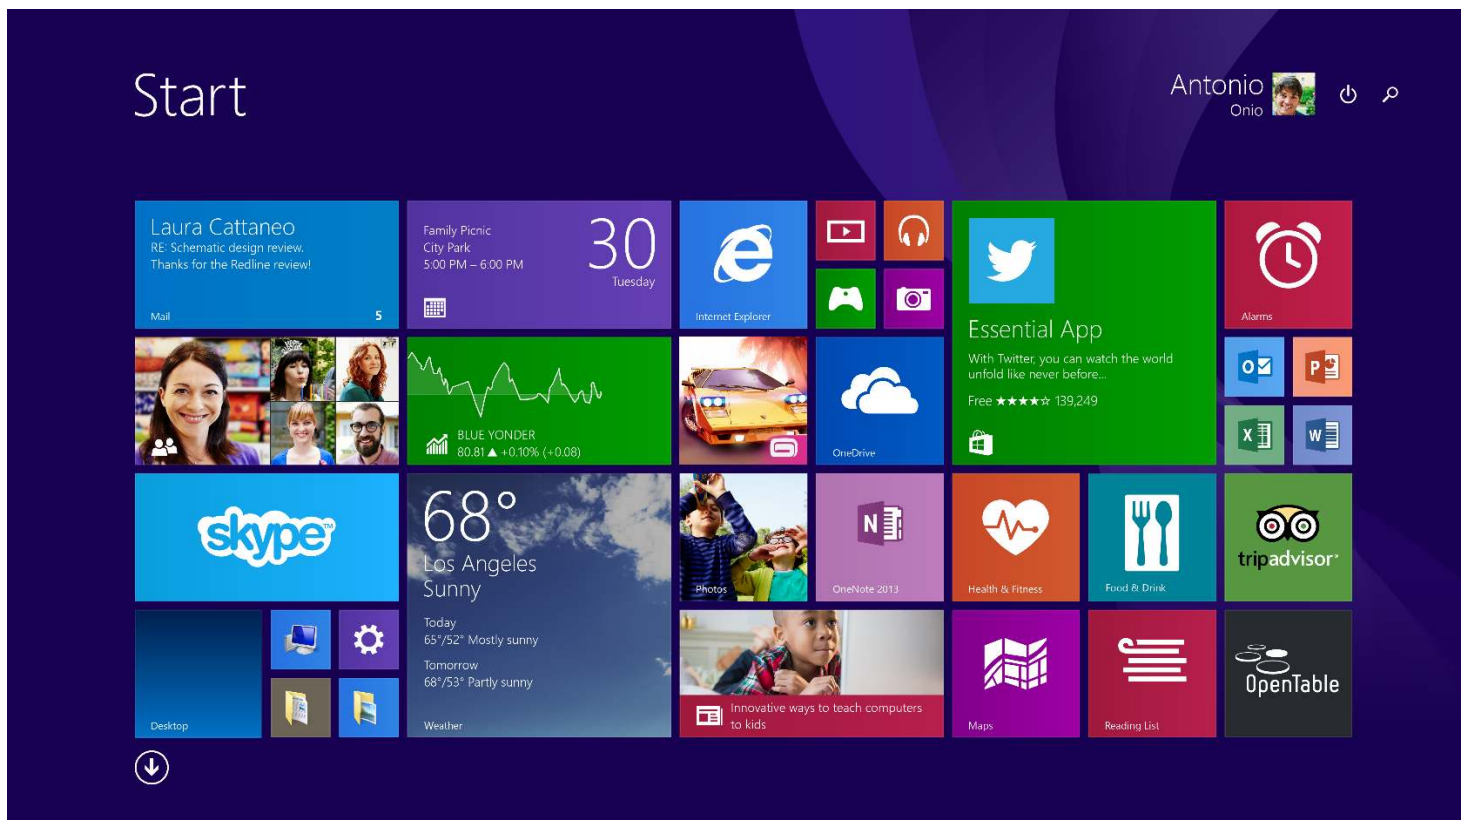 Start
Antonio
Onio
Laura Cattaneo
RE: Schematic design review.
Thanks for the Redline review!
Mail
5
Family Picnic
City Park
5:00 PM – 6:00 PM
30
Tuesday
Internet Explorer
Essential App
With Twitter, you can watch the world
unfold like never before...
Free ★★★★☆ 139,249
Alarms
BLUE YONDER
80.81 ▲ +0.10% (+0.08)
OneDrive
O
P
X
W
skype™
68°
Los Angeles
Sunny
Today
65°/52° Mostly sunny
Tomorrow
68°/53° Partly sunny
Weather
Photos
N
OneNote 2013
Health & Fitness
Food & Drink
tripadvisor®
Desktop
Innovative ways to teach computers
to kids
Maps
Reading List
OpenTable